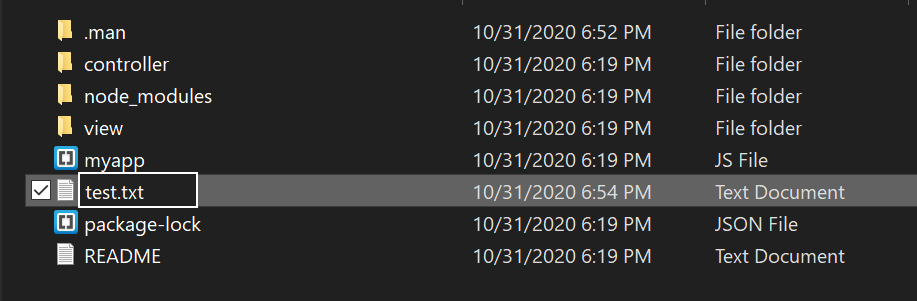 .man 10/31/2020 6:52 PM File folder
controller 10/31/2020 6:19 PM File folder
node_modules 10/31/2020 6:19 PM File folder
view 10/31/2020 6:19 PM File folder
myapp 10/31/2020 6:19 PM JS File
test.txt 10/31/2020 6:54 PM Text Document
package-lock 10/31/2020 6:19 PM JSON File
README 10/31/2020 6:19 PM Text Document